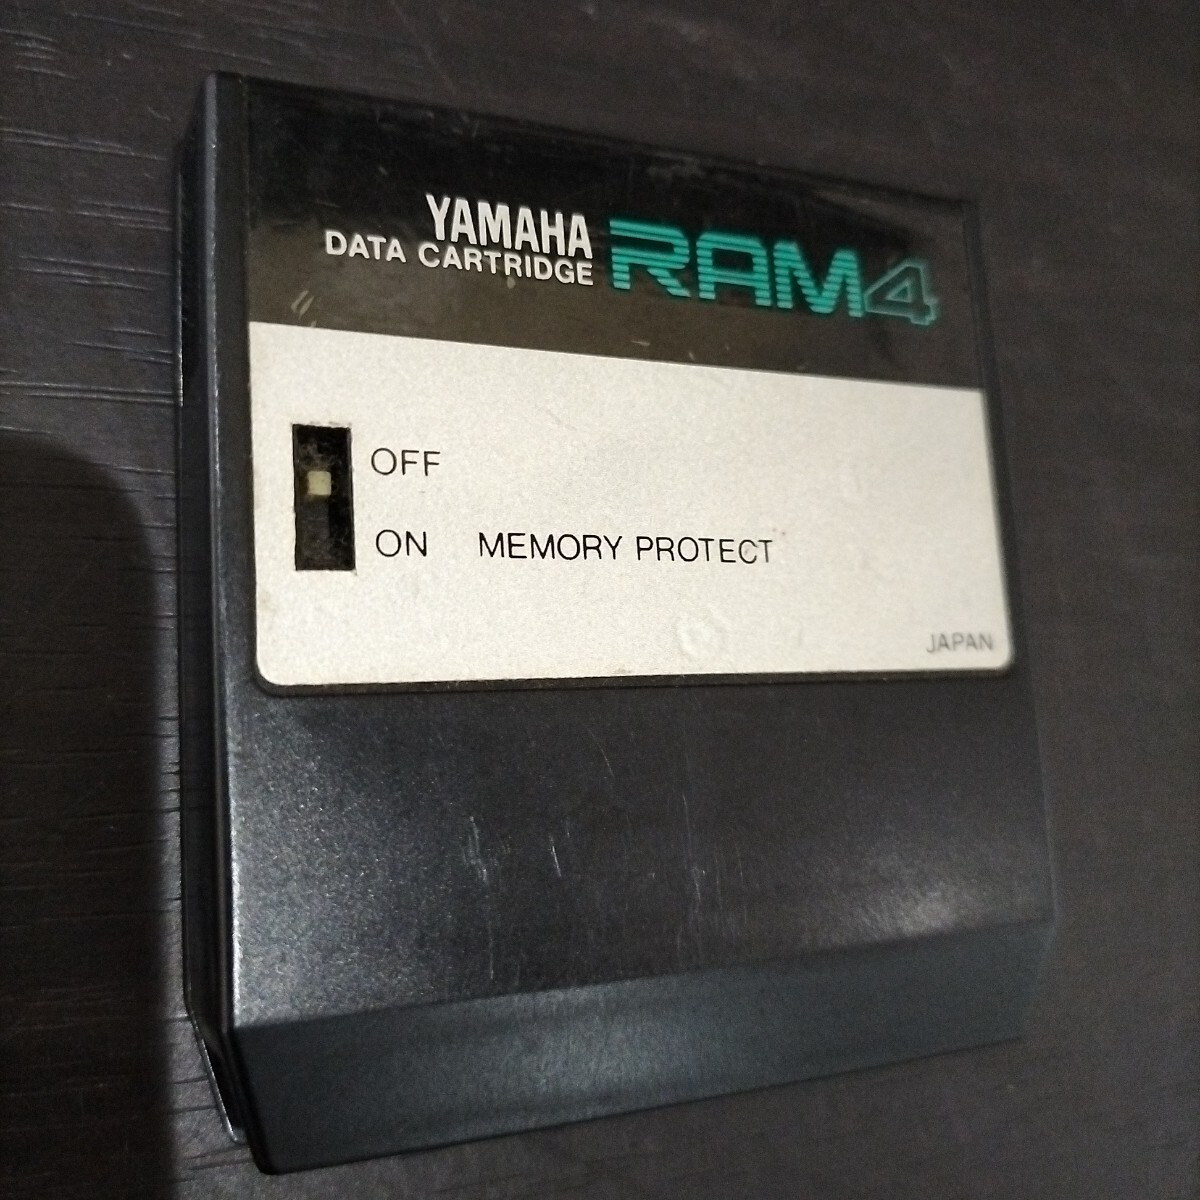 YAMAHA
DATA CARTRIDGE RAM4
OFF
ON MEMORY PROTECT
JAPAN